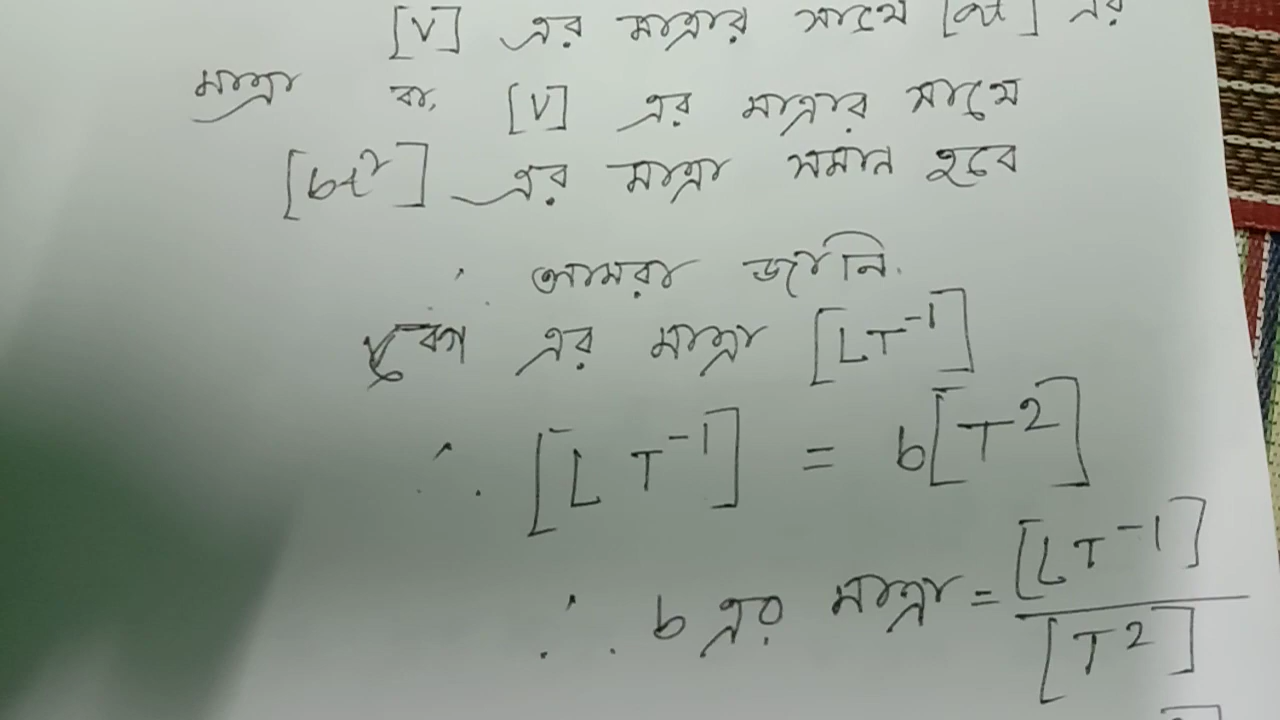 [V] এর মাত্রার সাথে [at] এর
মাত্রা বা, [V] এর মাত্রার সাথে
[bt²] এর মাত্রা সমান হবে
∴ আমরা জানি
বেগ এর মাত্রা [LT⁻¹]
∴ [LT⁻¹] = b[T²]
∴ b এর মাত্রা = [LT⁻¹]
[T²]